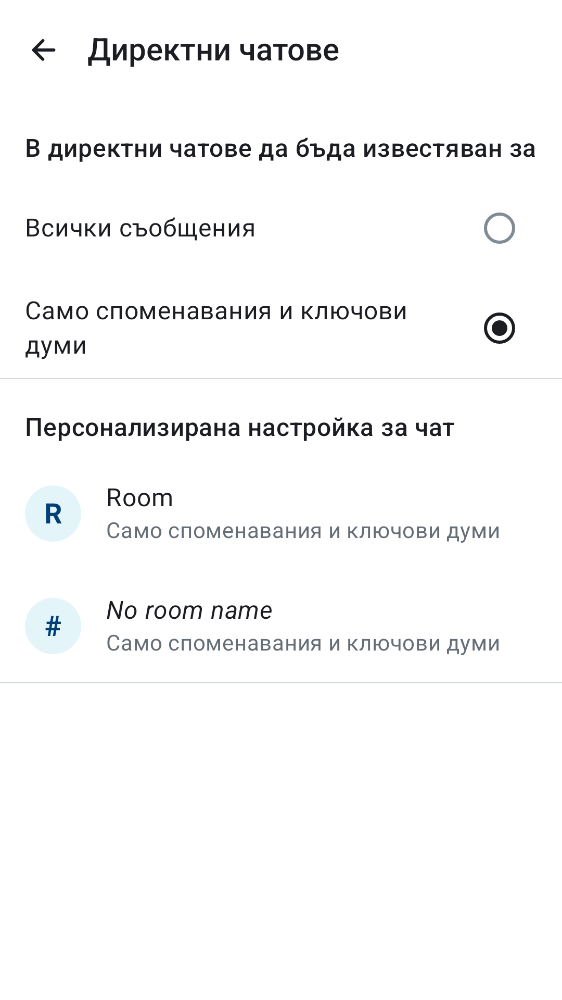 Директни чатове
В директни чатове да бъда известяван за
Всички съобщения
Само споменавания и ключови
думи
Персонализирана настройка за чат
R
Room
Само споменавания и ключови думи
#
No room name
Само споменавания и ключови думи